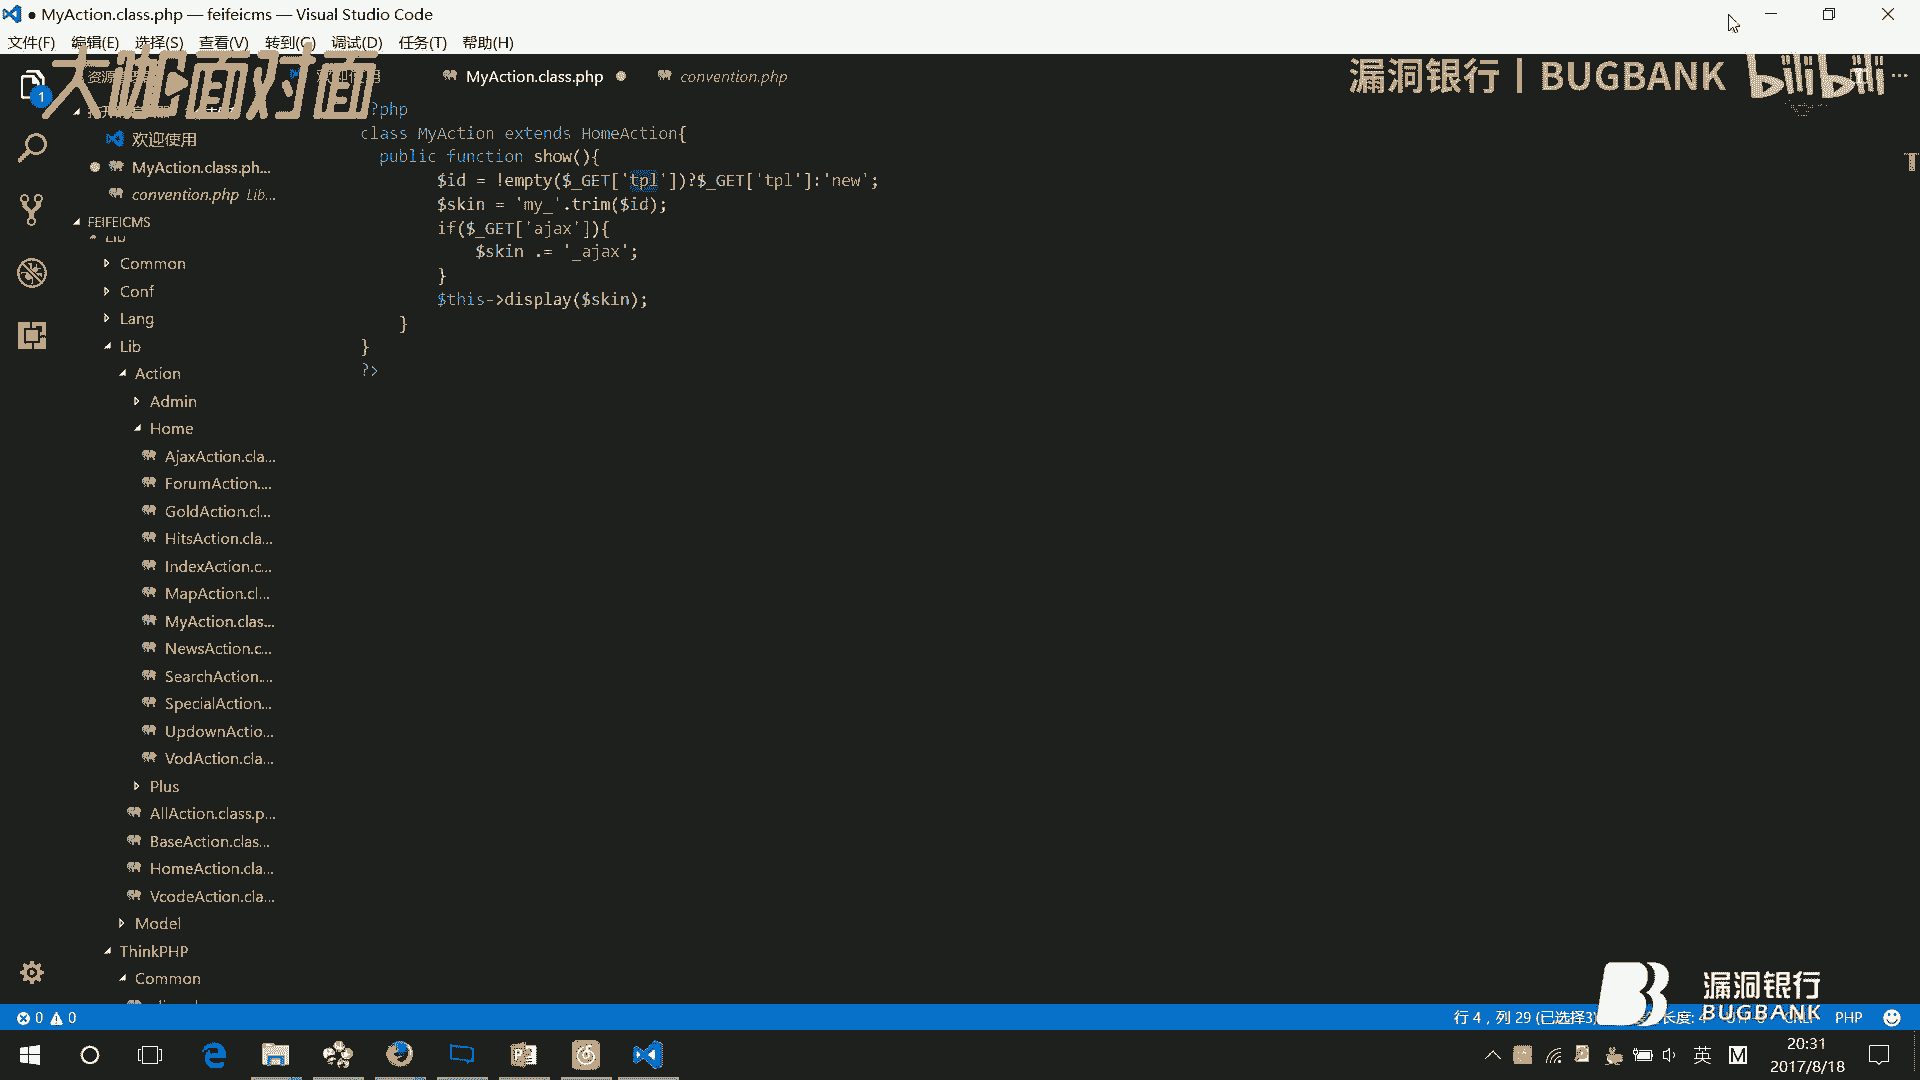 MyAction.class.php — feifeicms — Visual Studio Code
文件(F) 编辑(E) 选择(S) 查看(V) 转到(G) 调试(D) 任务(T) 帮助(H)
大咖面对面
漏洞银行 | BUGBANK bilibili
1
MyAction.class.php
convention.php
欢迎使用
MyAction.class.ph...
convention.php Lib...
FEIFEICMS
Lib
Common
Conf
Lang
Lib
Action
Admin
Home
AjaxAction.cla...
ForumAction....
GoldAction.cl...
HitsAction.cla...
IndexAction.c...
MapAction.cl...
MyAction.clas...
NewsAction.c...
SearchAction....
SpecialAction...
UpdownActio...
VodAction.cla...
Plus
AllAction.class.p...
BaseAction.clas...
HomeAction.cla...
VcodeAction.cla...
Model
ThinkPHP
Common
?php
class MyAction extends HomeAction{
public function show(){
$id = !empty($_GET['tpl'])?$_GET['tpl']:'new';
$skin = 'my_'.trim($id);
if($_GET['ajax']){
$skin .= '_ajax';
}
$this->display($skin);
}
}
?>
漏洞银行
BUGBANK
0 0
行 4，列 29 (已选择3) 长度: 4 UTF-8 CRLF PHP
英 M
20:31
2017/8/18